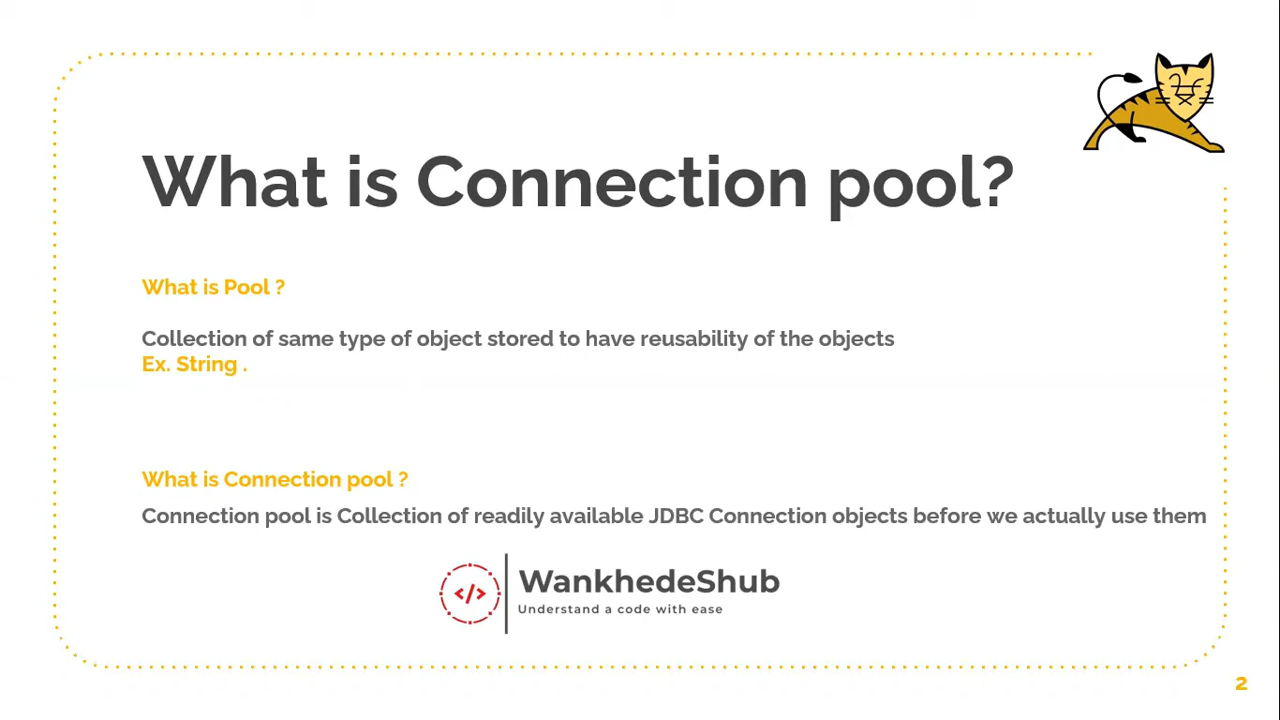 What is Connection pool?
What is Pool ?
Collection of same type of object stored to have reusability of the objects
Ex. String .
What is Connection pool ?
Connection pool is Collection of readily available JDBC Connection objects before we actually use them
</>
WankhedeShub
Understand a code with ease
2